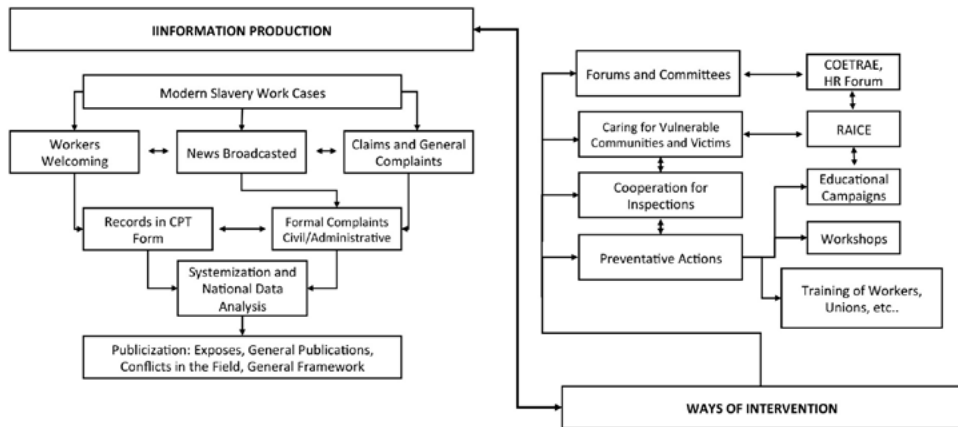 IINFORMATION PRODUCTION
Modern Slavery Work Cases
Workers
Welcoming
News Broadcasted
Claims and General
Complaints
Records in CPT
Form
Formal Complaints
Civil/Administrative
Systemization and
National Data
Analysis
Publicization: Exposes, General Publications,
Conflicts in the Field, General Framework
Forums and Committees
COETRAE,
HR Forum
Caring for Vulnerable
Communities and Victims
RAICE
Cooperation for
Inspections
Educational
Campaigns
Preventative Actions
Workshops
Training of Workers,
Unions, etc..
WAYS OF INTERVENTION